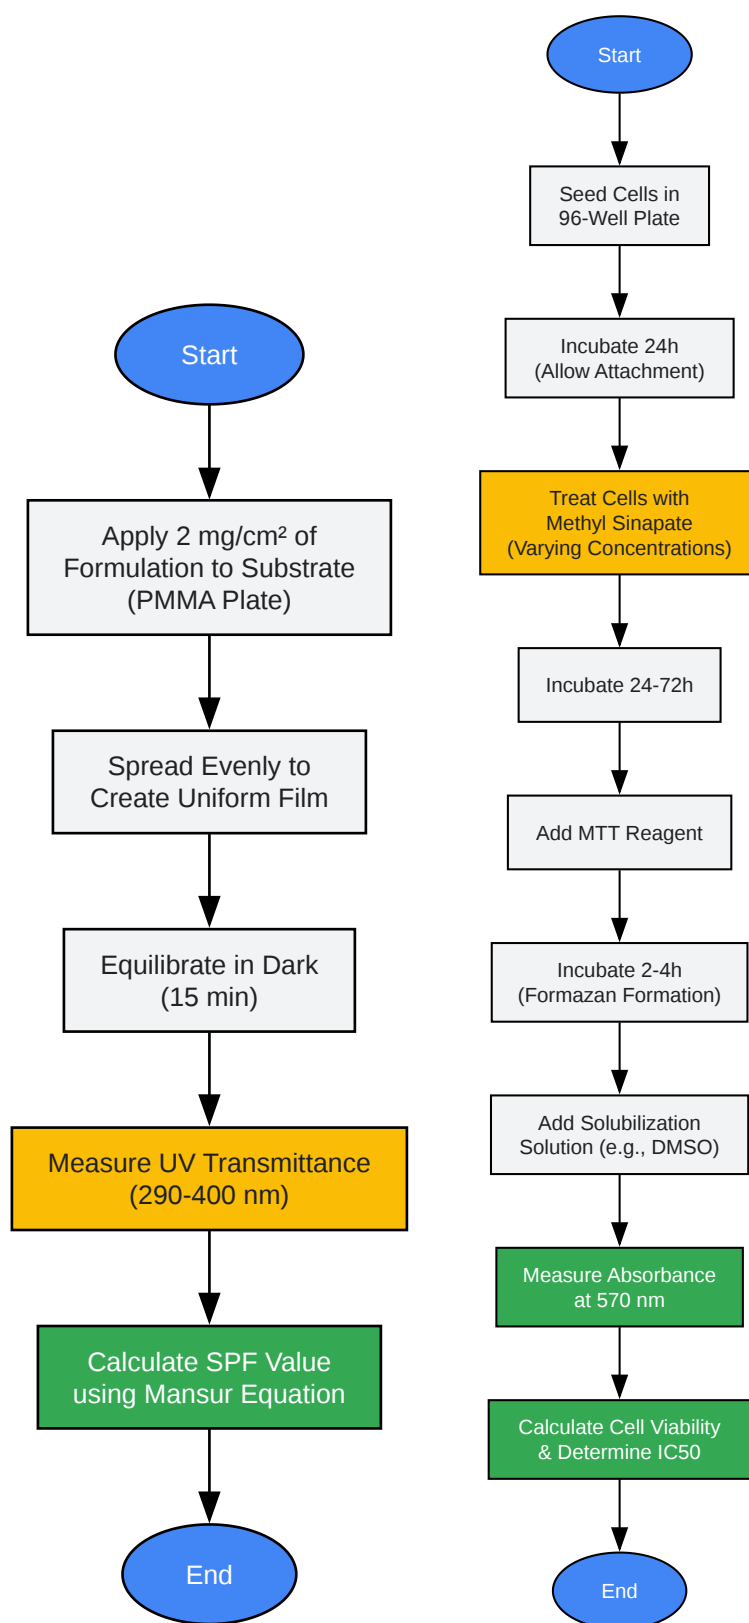 Start
Apply 2 mg/cm² of
Formulation to Substrate
(PMMA Plate)
Spread Evenly to
Create Uniform Film
Equilibrate in Dark
(15 min)
Measure UV Transmittance
(290-400 nm)
Calculate SPF Value
using Mansur Equation
End
Start
Seed Cells in
96-Well Plate
Incubate 24h
(Allow Attachment)
Treat Cells with
Methyl Sinapate
(Varying Concentrations)
Incubate 24-72h
Add MTT Reagent
Incubate 2-4h
(Formazan Formation)
Add Solubilization
Solution (e.g., DMSO)
Measure Absorbance
at 570 nm
Calculate Cell Viability
& Determine IC50
End